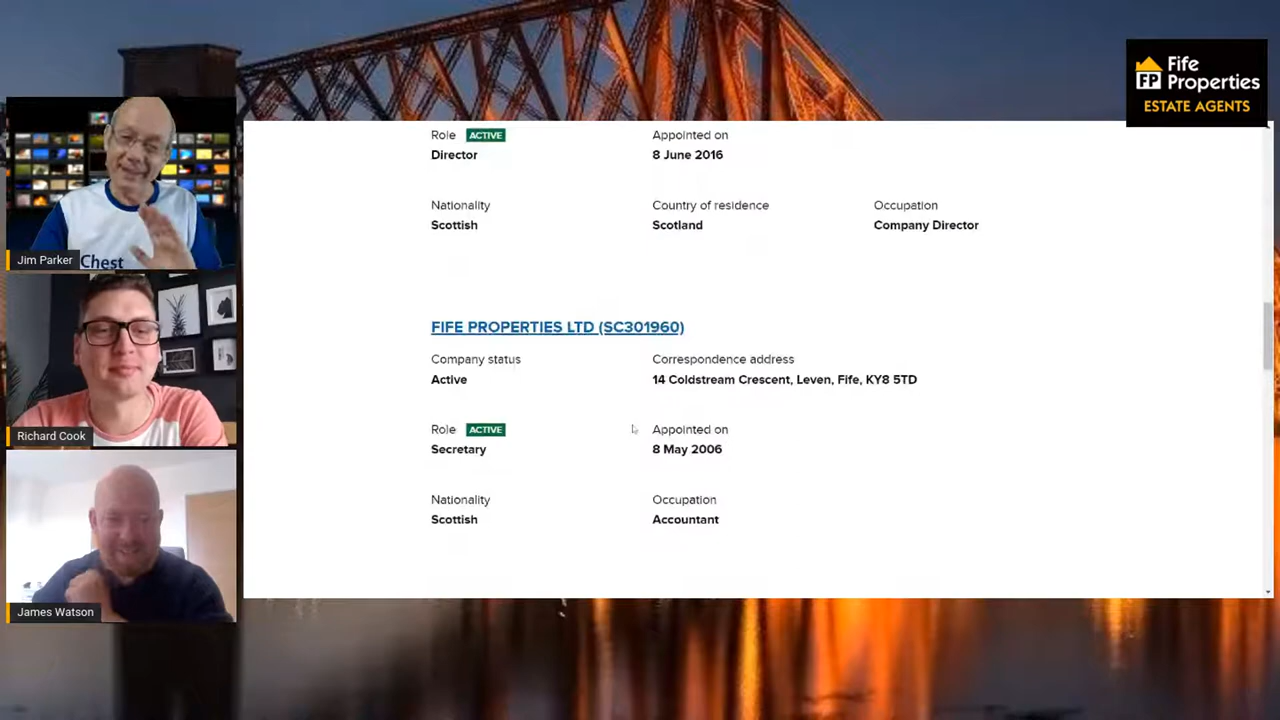 Fife
Properties
FP
ESTATE AGENTS
Role ACTIVE
Appointed on
Director
8 June 2016
Nationality
Country of residence
Occupation
Scottish
Scotland
Company Director
FIFE PROPERTIES LTD (SC301960)
Company status
Correspondence address
Active
14 Coldstream Crescent, Leven, Fife, KY8 5TD
Role ACTIVE
Appointed on
Secretary
8 May 2006
Nationality
Occupation
Scottish
Accountant
Chest
Jim Parker
Richard Cook
James Watson